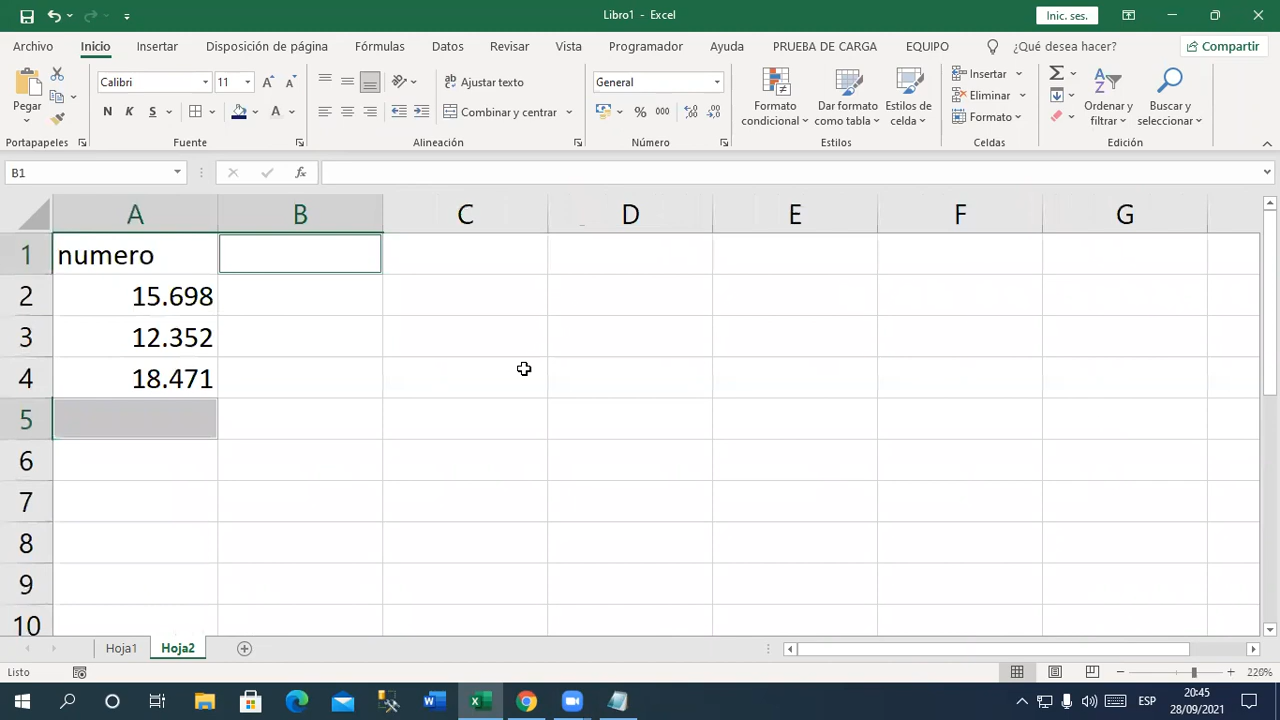 Libro1 - Excel
Inic. ses.
Archivo Inicio Insertar Disposición de página Fórmulas Datos Revisar Vista Programador Ayuda PRUEBA DE CARGA EQUIPO ¿Qué desea hacer? Compartir
Pegar
Portapapeles
Calibri 11
N K S
Fuente
Ajustar texto
Combinar y centrar
Alineación
General
% 000
Número
Formato condicional
Dar formato como tabla
Estilos de celda
Estilos
Insertar
Eliminar
Formato
Celdas
Ordenar y filtrar
Buscar y seleccionar
Edición
B1 fx
A B C D E F G
1 numero
2 15.698
3 12.352
4 18.471
5
6
7
8
9
10
Hoja1 Hoja2
Listo 220%
ESP 20:45
28/09/2021